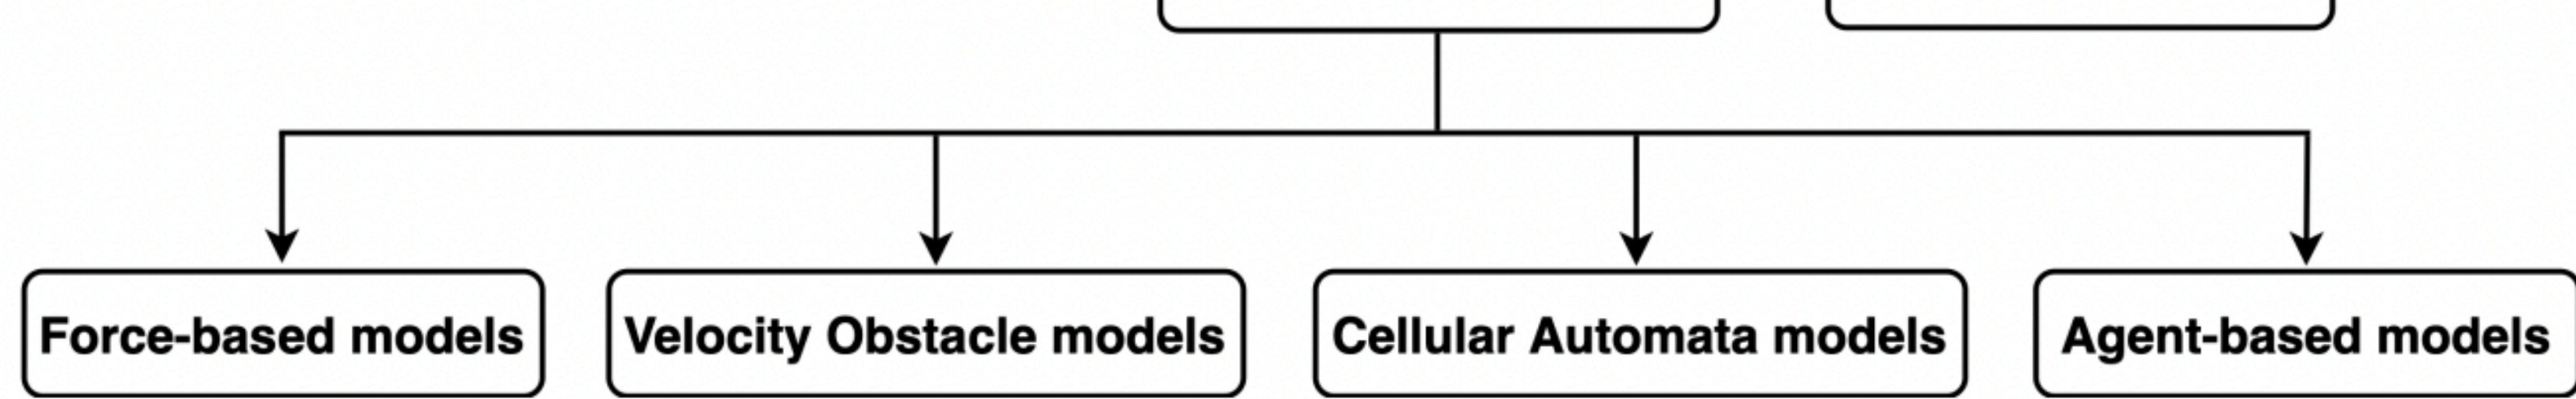 Force-based models
Velocity Obstacle models
Cellular Automata models
Agent-based models